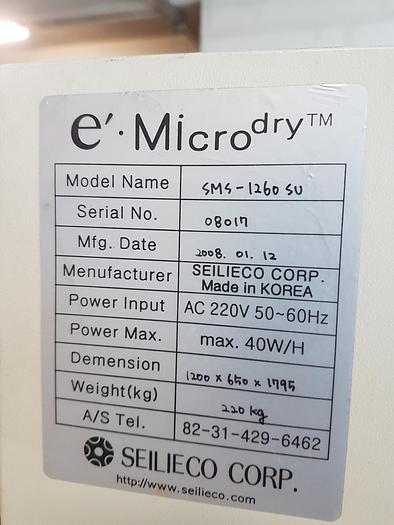 e'·Microdry™
Model Name SMS-1260 SU
Serial No. 08017
Mfg. Date 2008. 01. 12
Menufacturer SEILIECO CORP.
Made in KOREA
Power Input AC 220V 50~60Hz
Power Max. max. 40W/H
Demension 1200 x 650 x 1795
Weight(kg) 220 kg
A/S Tel. 82-31-429-6462
SEILIECO CORP.
http://www.seilieco.com